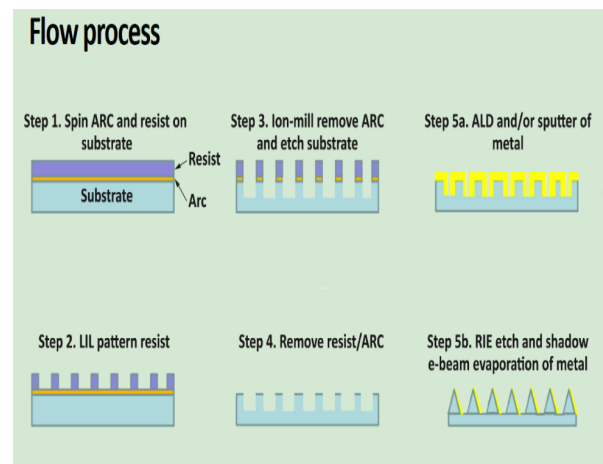 Flow process
Step 1. Spin ARC and resist on
substrate
Resist
Substrate
Arc
Step 2. LIL pattern resist
Step 3. Ion-mill remove ARC
and etch substrate
Step 4. Remove resist/ARC
Step 5a. ALD and/or sputter of
metal
Step 5b. RIE etch and shadow
e-beam evaporation of metal